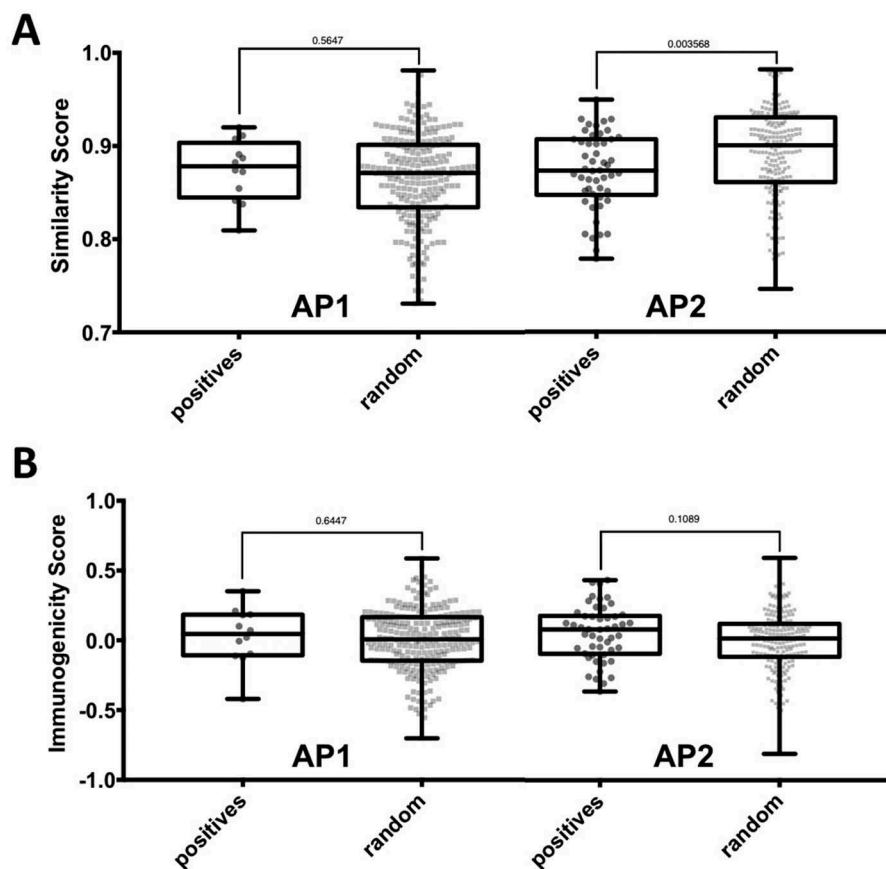 A
0.5647
0.003568
1.0
0.9
0.8
0.7
Similarity Score
AP1
AP2
positives
random
positives
random
B
0.6447
0.1089
1.0
0.5
0.0
-0.5
-1.0
Immunogenicity Score
AP1
AP2
positives
random
positives
random